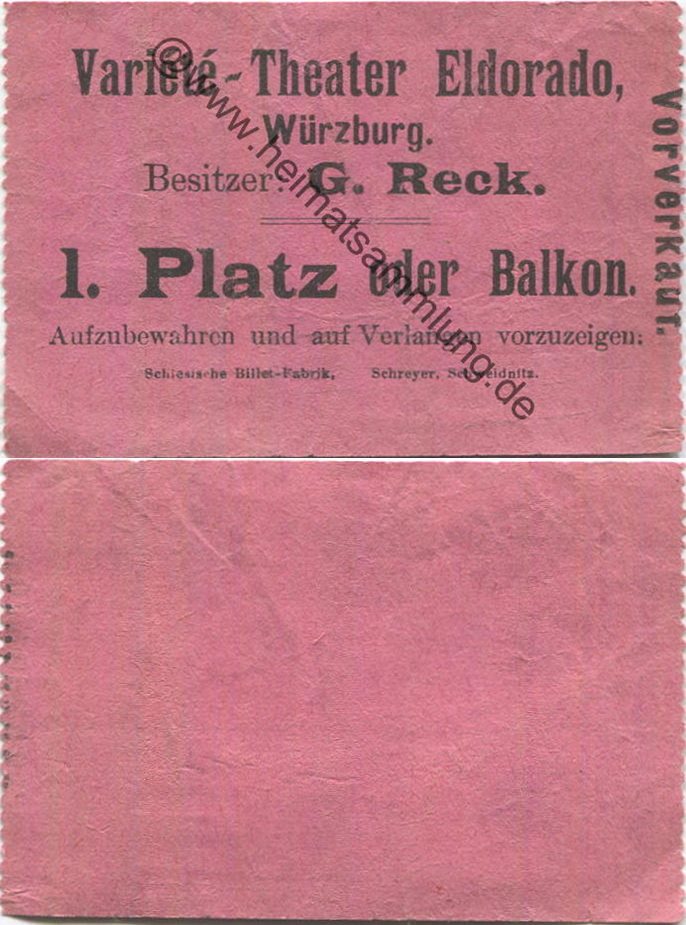 Varieté-Theater Eldorado,
Würzburg.
Besitzer: G. Reck.
1. Platz oder Balkon.
Aufzubewahren und auf Verlangen vorzuzeigen:
Schlesische Billet-Fabrik, Schreyer, Schweidnitz.
Vorverkauf.
©www.heimatsammlung.de